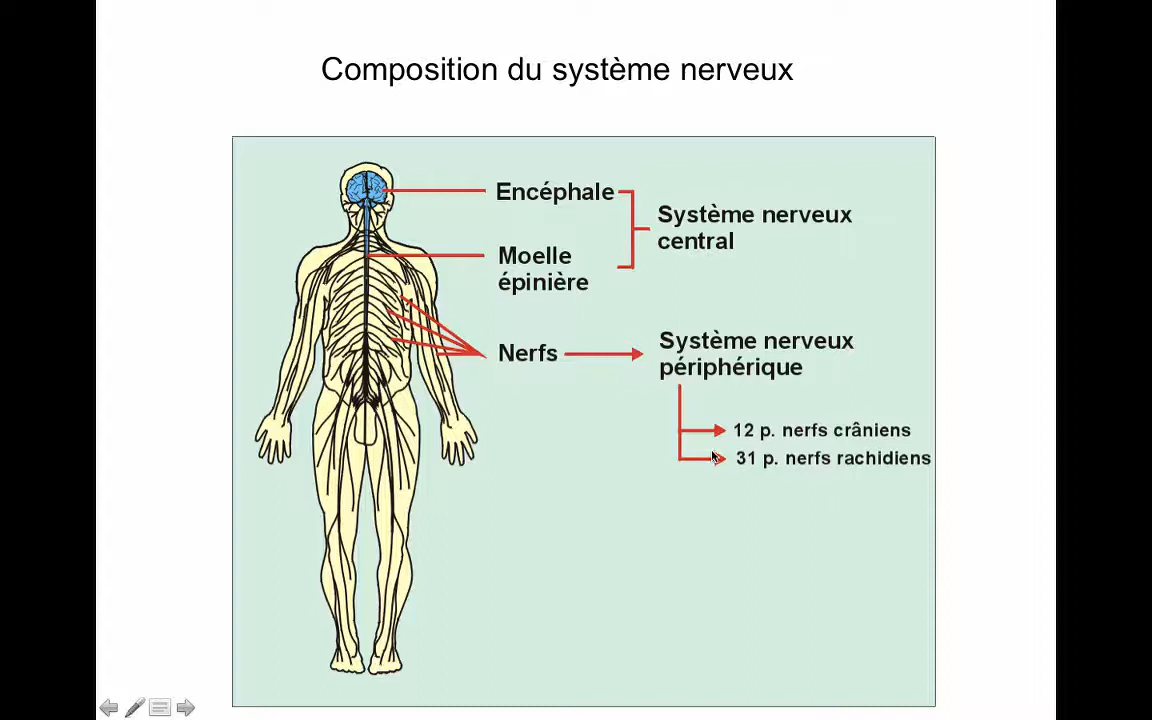 Composition du système nerveux
Encéphale
Système nerveux
central
Moelle
épinière
Nerfs
Système nerveux
périphérique
12 p. nerfs crâniens
31 p. nerfs rachidiens